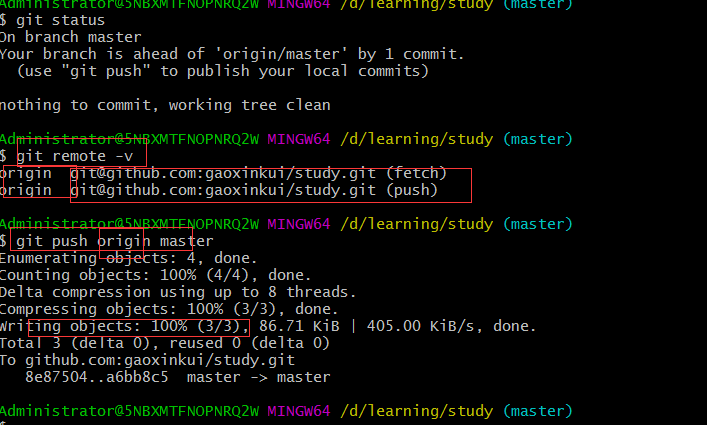 Administrator@5NBXMTFNOPNRQ2W MINGW64 /d/learning/study (master)
$ git status
On branch master
Your branch is ahead of 'origin/master' by 1 commit.
(use "git push" to publish your local commits)
nothing to commit, working tree clean
Administrator@5NBXMTFNOPNRQ2W MINGW64 /d/learning/study (master)
$ git remote -v
origin git@github.com:gaoxinkui/study.git (fetch)
origin git@github.com:gaoxinkui/study.git (push)
Administrator@5NBXMTFNOPNRQ2W MINGW64 /d/learning/study (master)
$ git push origin master
Enumerating objects: 4, done.
Counting objects: 100% (4/4), done.
Delta compression using up to 8 threads.
Compressing objects: 100% (3/3), done.
Writing objects: 100% (3/3), 86.71 KiB | 405.00 KiB/s, done.
Total 3 (delta 0), reused 0 (delta 0)
To github.com:gaoxinkui/study.git
8e87504..a6bb8c5 master -> master
Administrator@5NBXMTFNOPNRQ2W MINGW64 /d/learning/study (master)
$